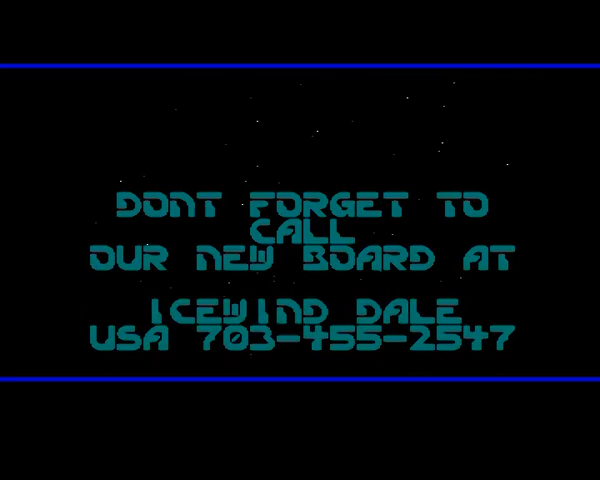 DONT FORGET TO
CALL
OUR NEW BOARD AT
ICEWIND DALE
USA 703-455-2547